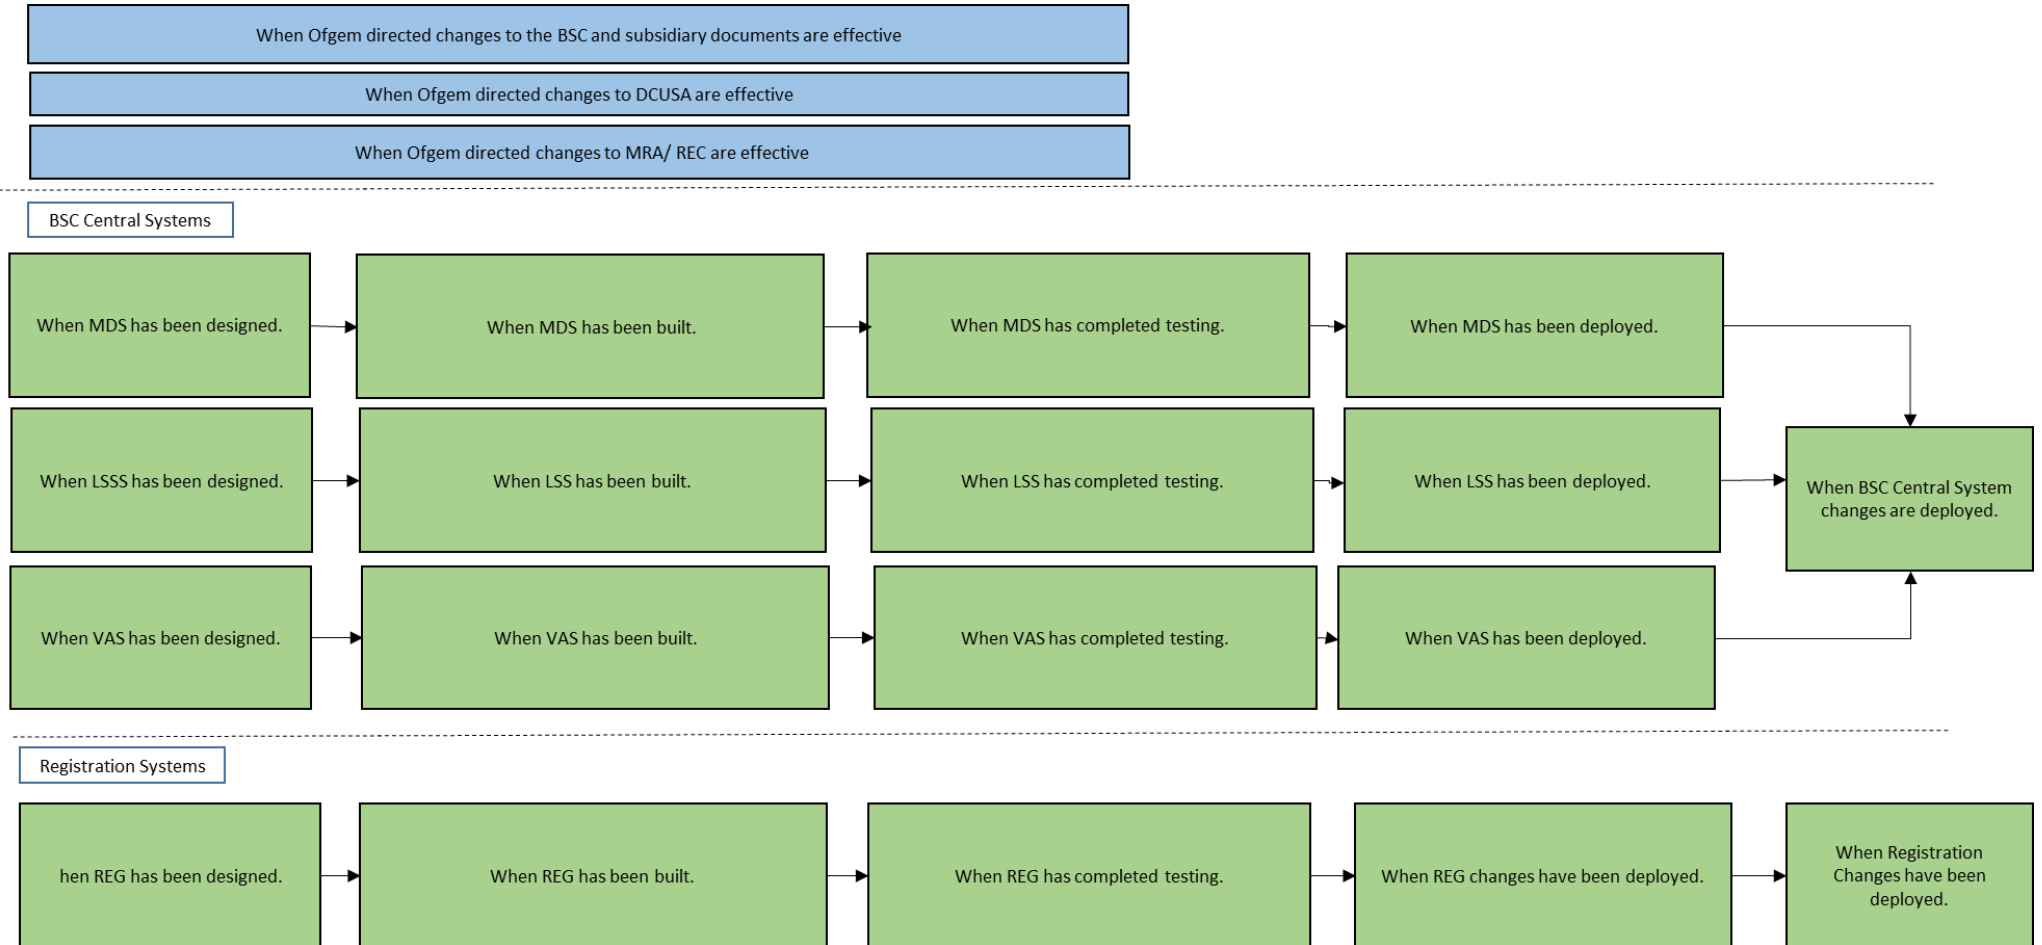 When Ofgem directed changes to the BSC and subsidiary documents are effective
When Ofgem directed changes to DCUSA are effective
When Ofgem directed changes to MRA/ REC are effective
BSC Central Systems
When MDS has been designed.
When MDS has been built.
When MDS has completed testing.
When MDS has been deployed.
When LSSS has been designed.
When LSS has been built.
When LSS has completed testing.
When LSS has been deployed.
When BSC Central System
changes are deployed.
When VAS has been designed.
When VAS has been built.
When VAS has completed testing.
When VAS has been deployed.
Registration Systems
hen REG has been designed.
When REG has been built.
When REG has completed testing.
When REG changes have been deployed.
When Registration
Changes have been
deployed.